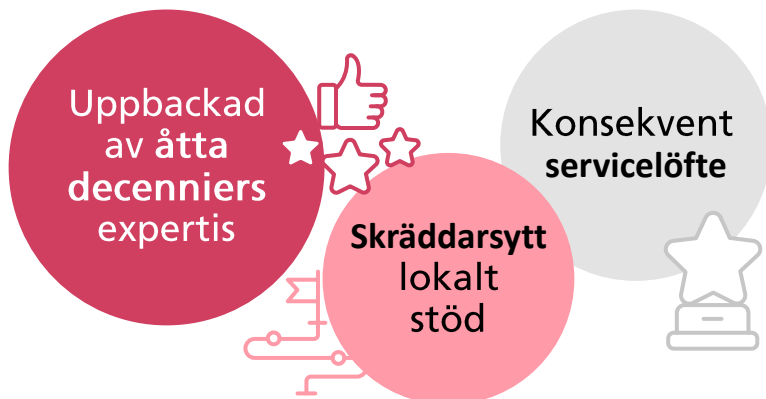 Uppbackad
av åtta
decenniers
expertis
Skräddarsytt
lokalt
stöd
Konsekvent
servicelöfte